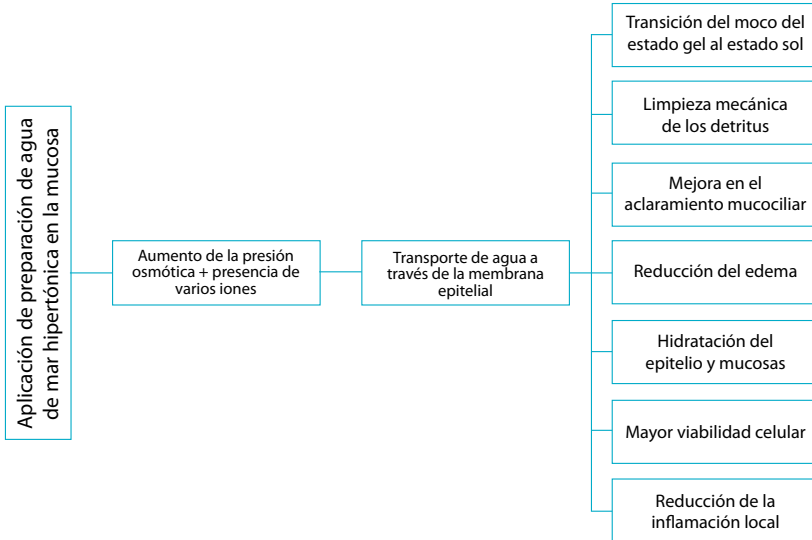 Aplicación de preparación de agua
de mar hipertónica en la mucosa
Aumento de la presión
osmótica + presencia de
varios iones
Transporte de agua a
través de la membrana
epitelial
Transición del moco del
estado gel al estado sol
Limpieza mecánica
de los detritus
Mejora en el
aclaramiento mucociliar
Reducción del edema
Hidratación del
epitelio y mucosas
Mayor viabilidad celular
Reducción de la
inflamación local